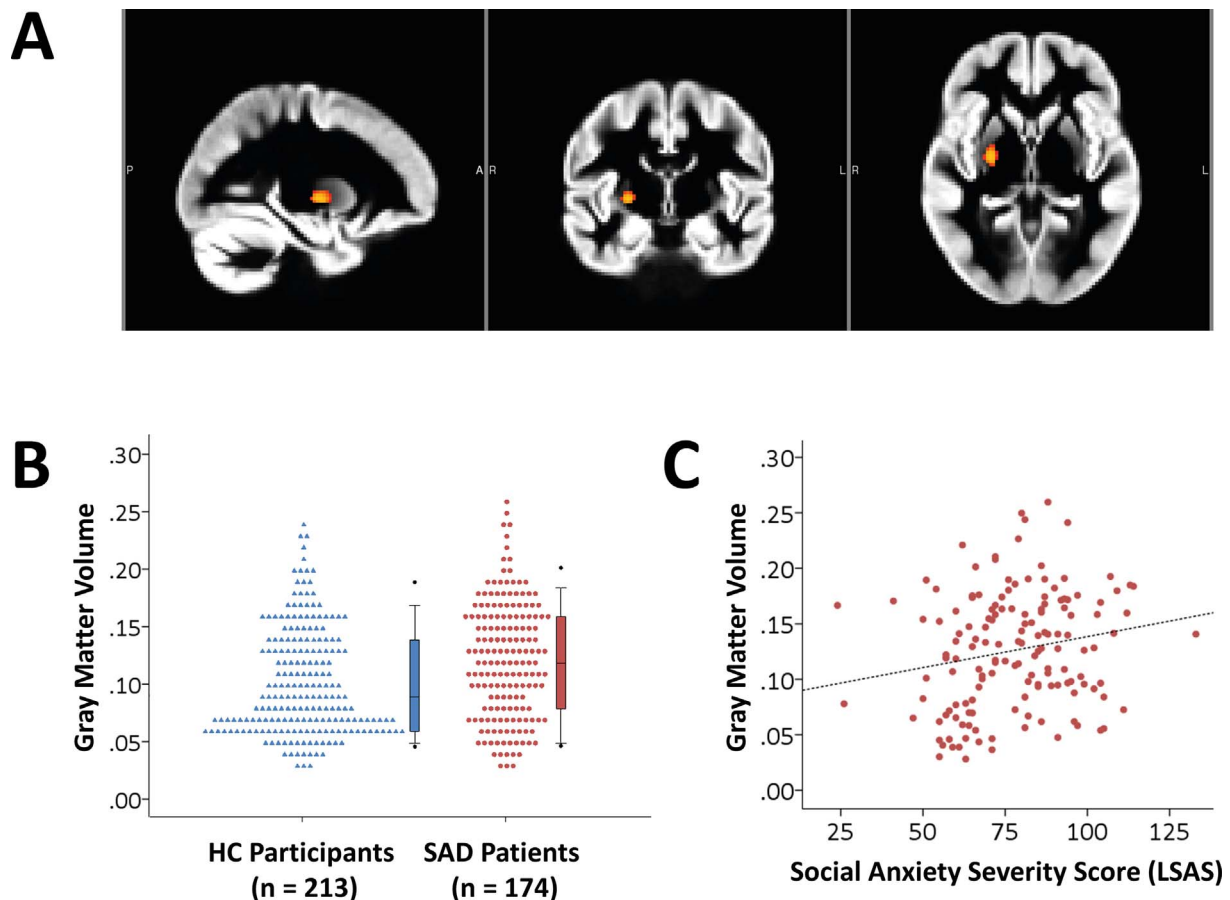 A
P
A
R
L
R
L
B
Gray Matter Volume
.30
.25
.20
.15
.10
.05
.00
HC Participants
(n = 213)
SAD Patients
(n = 174)
C
Gray Matter Volume
.30
.25
.20
.15
.10
.05
.00
25
50
75
100
125
Social Anxiety Severity Score (LSAS)